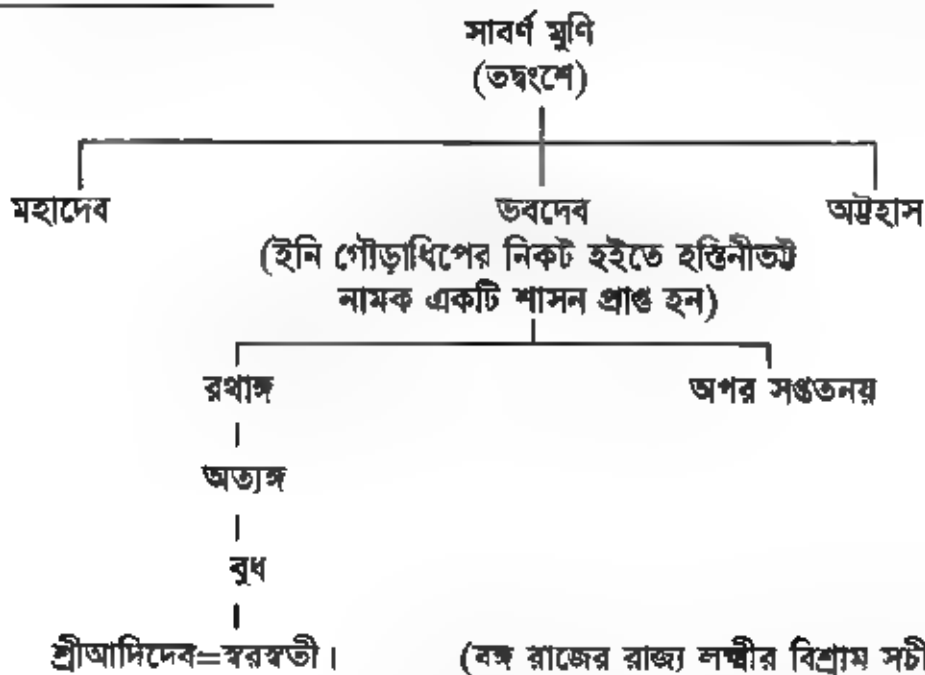 সাবর্ণ মুণি
(তদ্বংশে)
মহাদেব ভবদেব অট্টহাস
(ইনি গৌড়াধিপের নিকট হইতে হস্তিনীভট্ট
নামক একটি শাসন প্রাপ্ত হন)
রথাঙ্গ অপর সপ্ততনয়
অত্যঙ্গ
বুধ
শ্রীআদিদেব=স্বরস্বতী। (বঙ্গ রাজের রাজ্য লক্ষ্মীর বিশ্রাম সচী